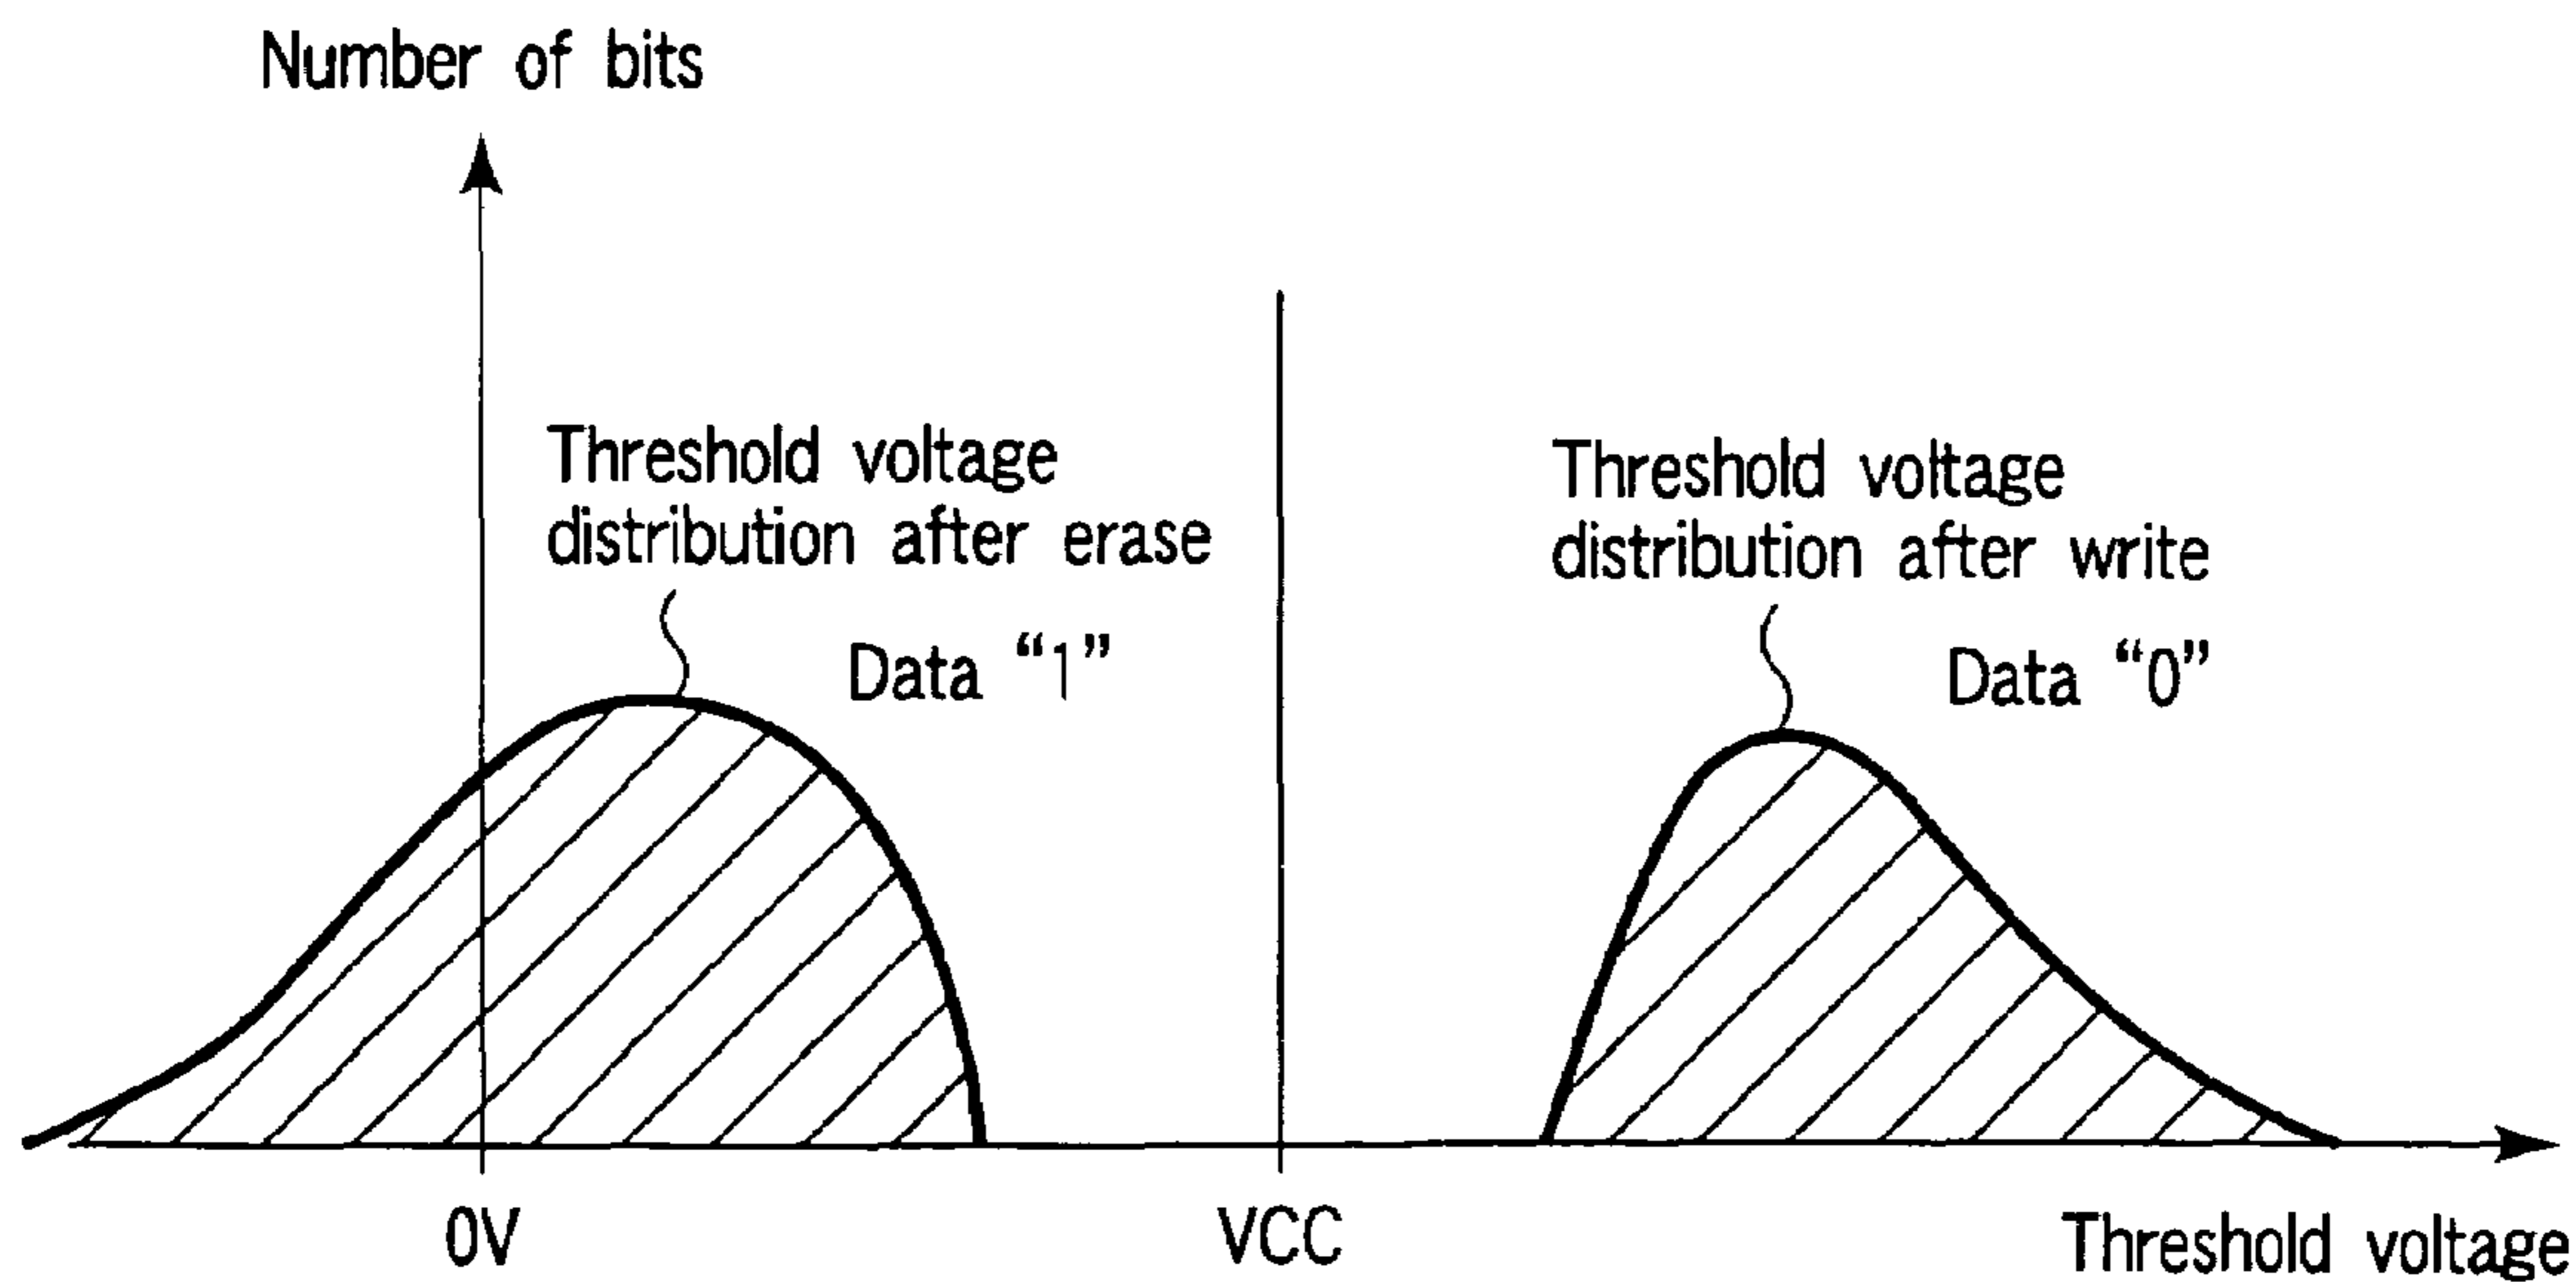 Number of bits
Threshold voltage
distribution after erase
Data “1”
Threshold voltage
distribution after write
Data “0”
0V
VCC
Threshold voltage